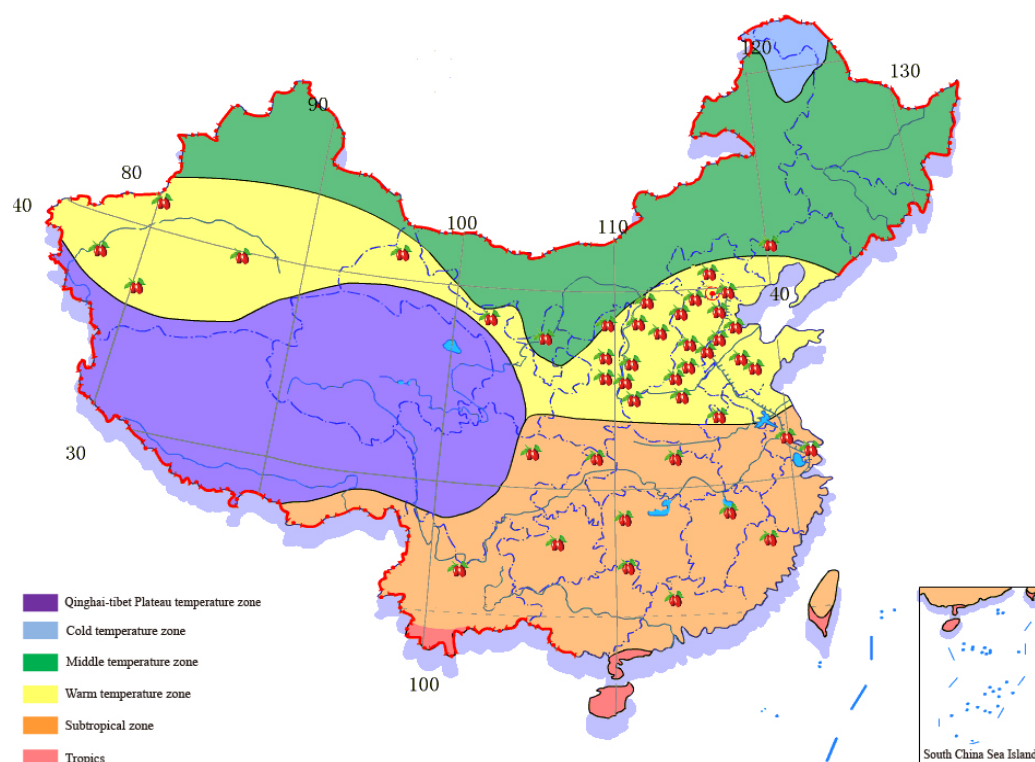 120
130
90
80
40
100
110
40
30
100
Qinghai-tibet Plateau temperature zone
Cold temperature zone
Middle temperature zone
Warm temperature zone
Subtropical zone
Tropics
South China Sea Island